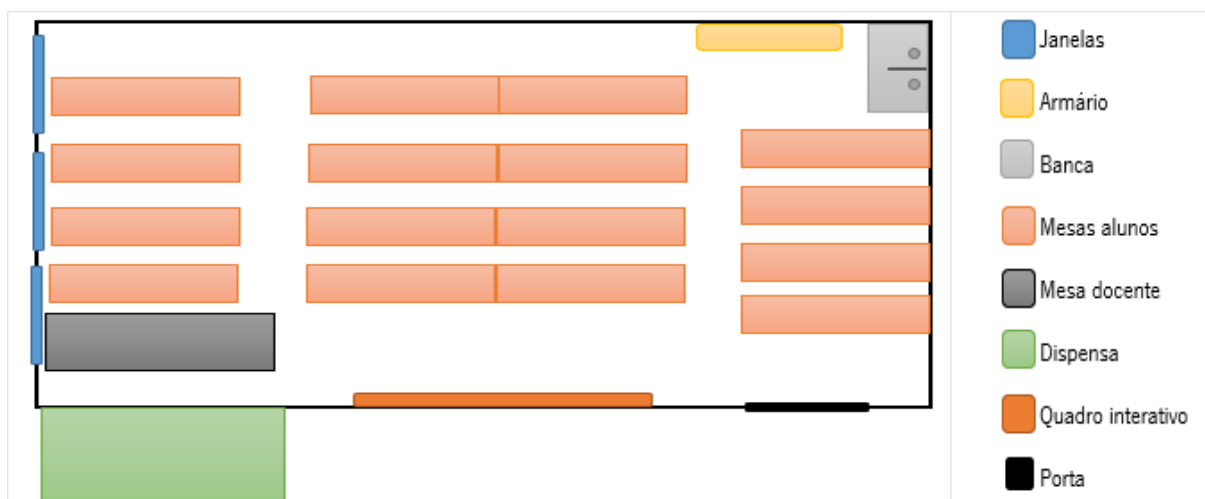 Janelas
Armário
Banca
Mesas alunos
Mesa docente
Dispensa
Quadro interativo
Porta